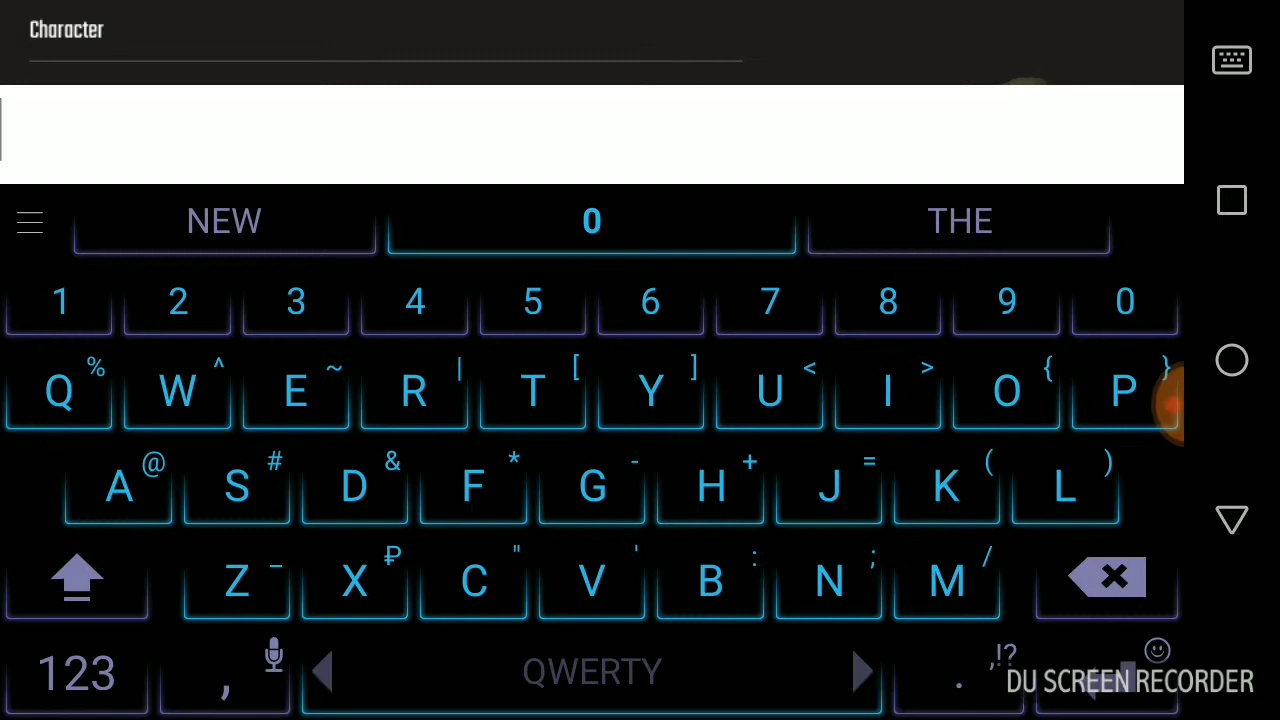 Character
NEW 0 THE
1 2 3 4 5 6 7 8 9 0
Q % W ^ E ~ R | T [ Y ] U < I > O { P }
A @ S # D & F * G - H + J = K ( L )
Z _ X ₽ C " V ' B : N ; M /
123 , QWERTY . ,!?
DU SCREEN RECORDER